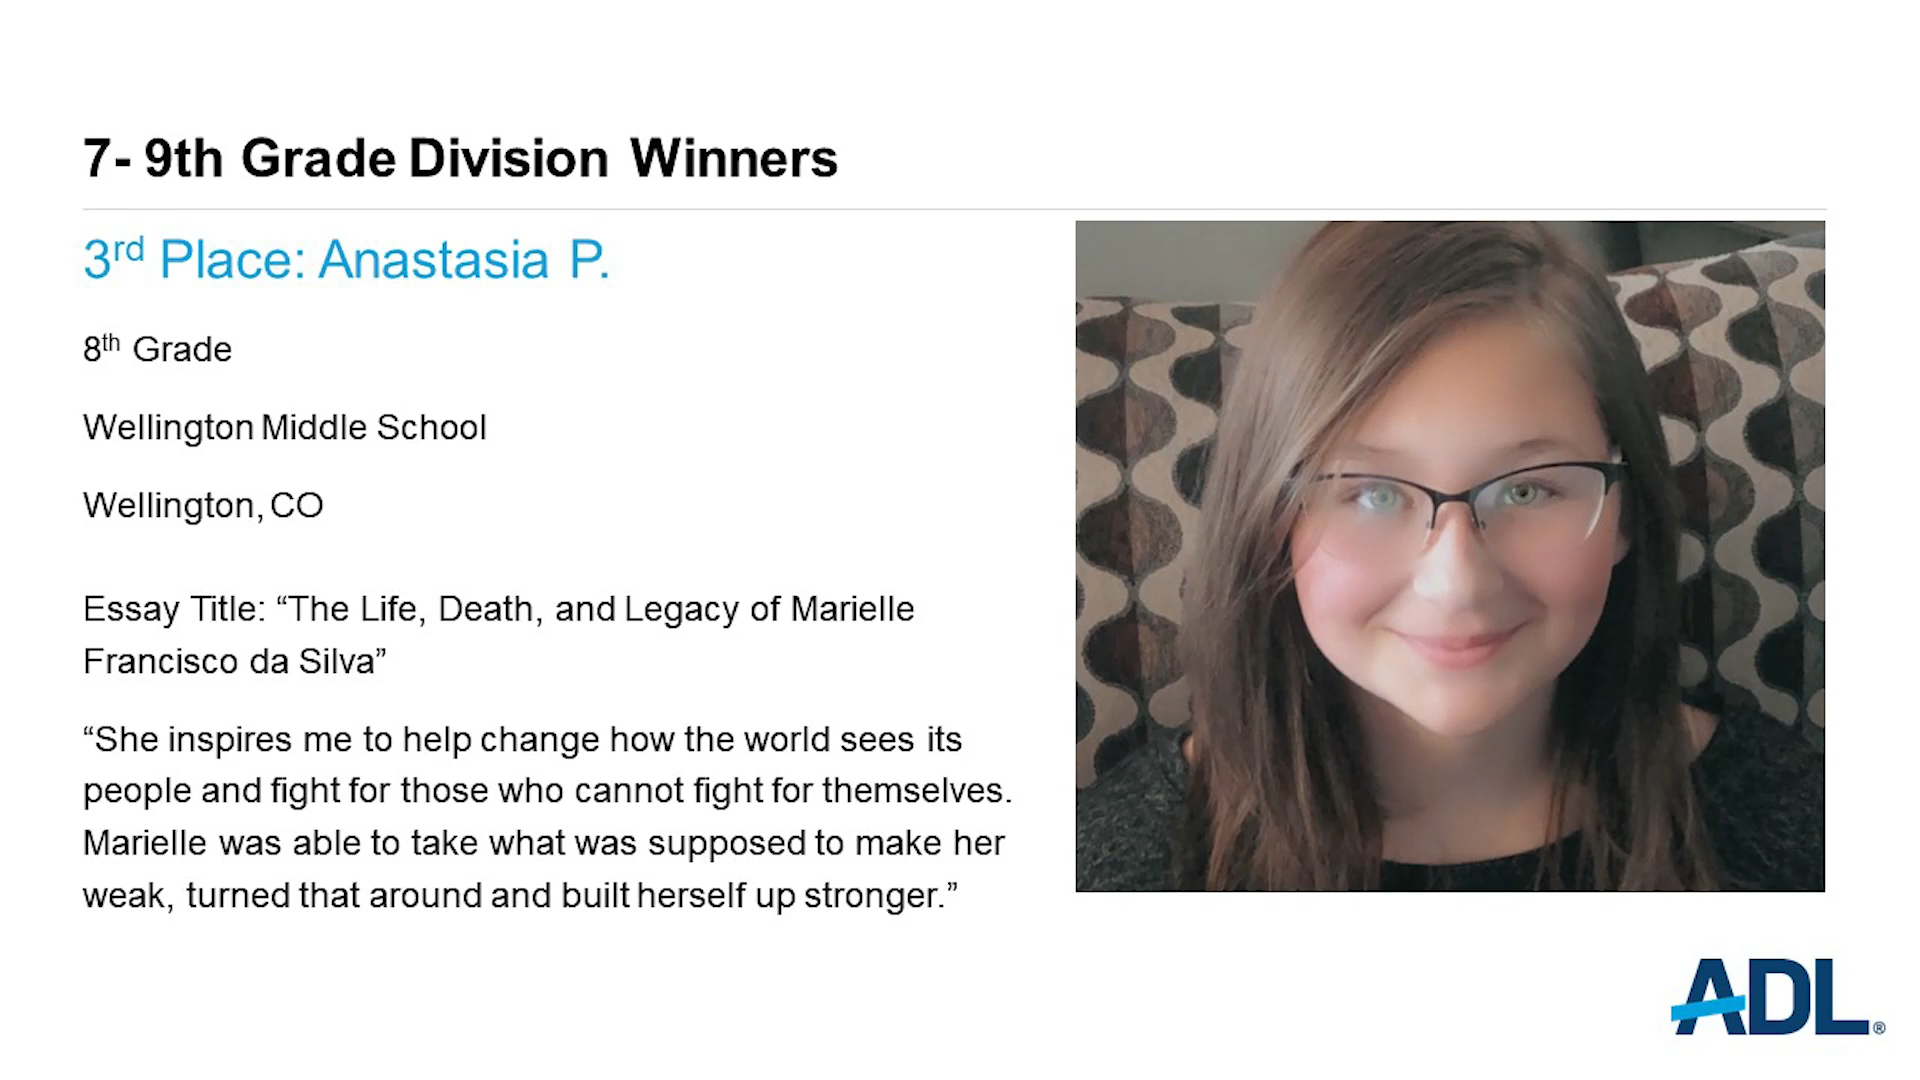 7- 9th Grade Division Winners
3rd Place: Anastasia P.
8th Grade
Wellington Middle School
Wellington, CO
Essay Title: “The Life, Death, and Legacy of Marielle
Francisco da Silva”
“She inspires me to help change how the world sees its
people and fight for those who cannot fight for themselves.
Marielle was able to take what was supposed to make her
weak, turned that around and built herself up stronger.”
ADL®